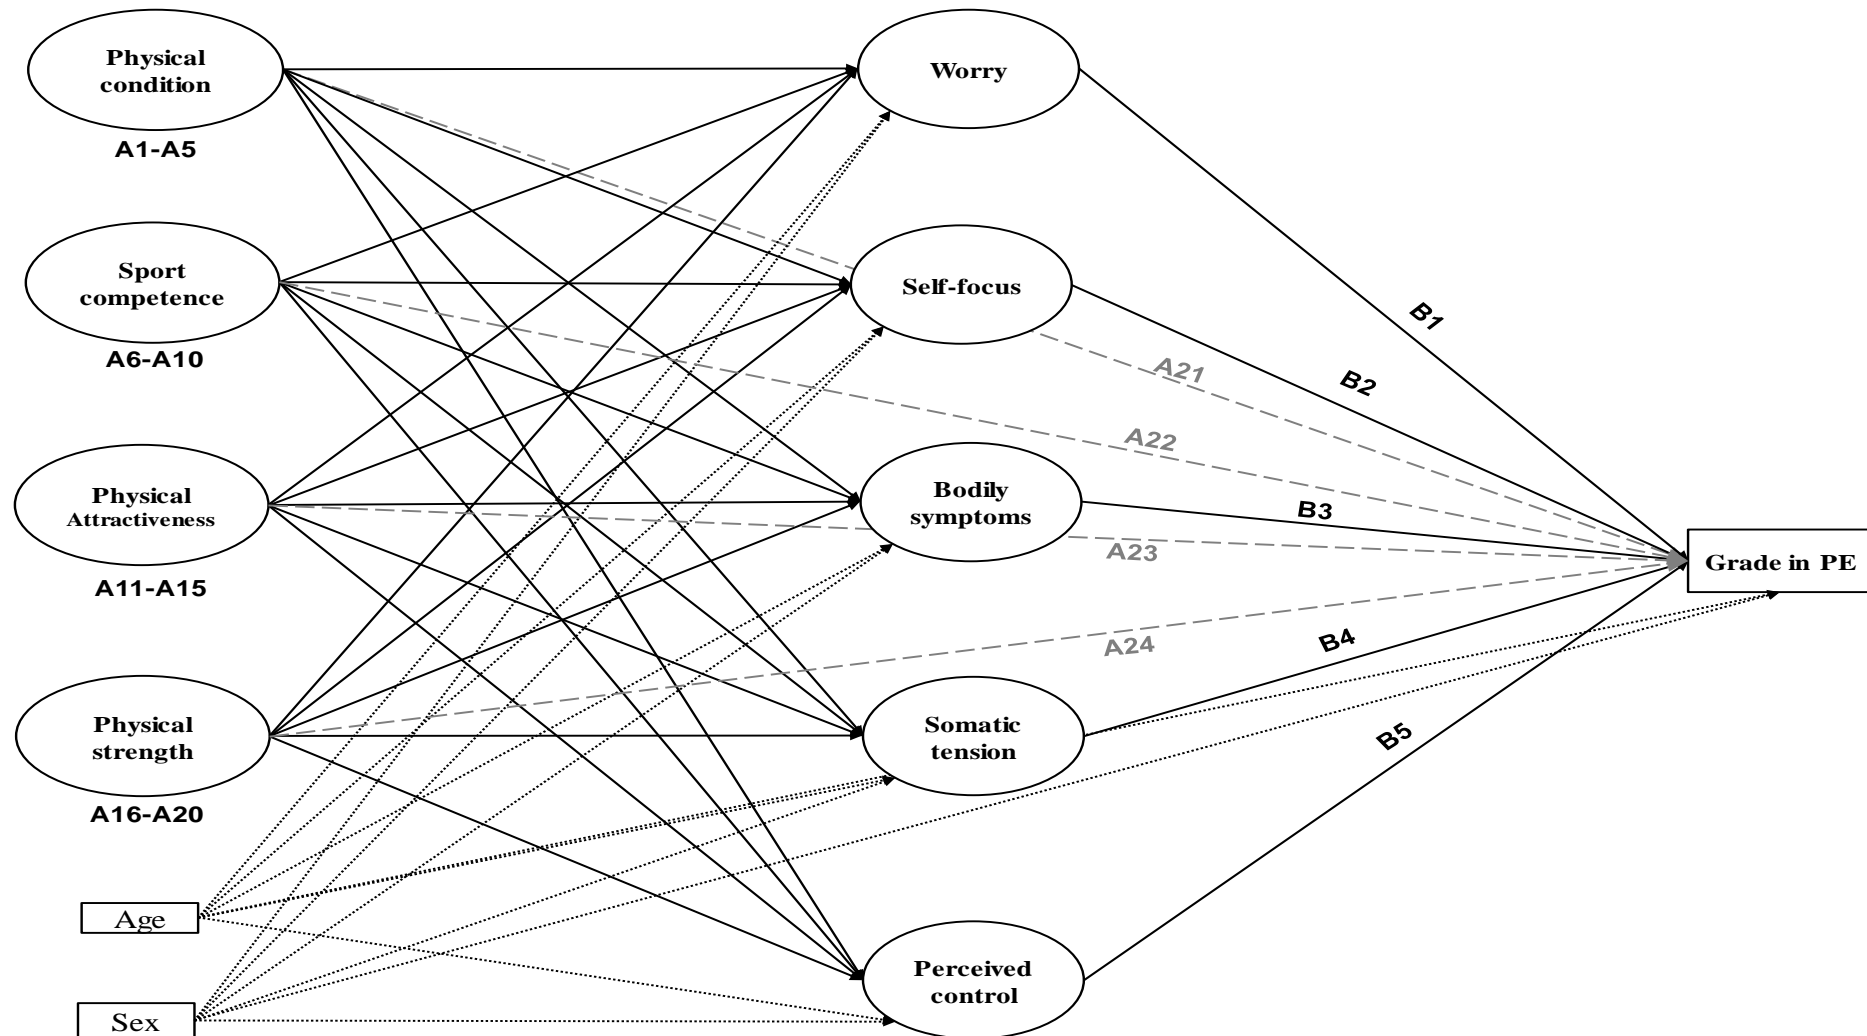 Physical
condition
A1-A5
Sport
competence
A6-A10
Physical
Attractiveness
A11-A15
Physical
strength
A16-A20
Age
Sex
Worry
Self-focus
Bodily
symptoms
Somatic
tension
Perceived
control
B1
B2
A21
A22
B3
A23
A24
B4
B5
Grade in PE